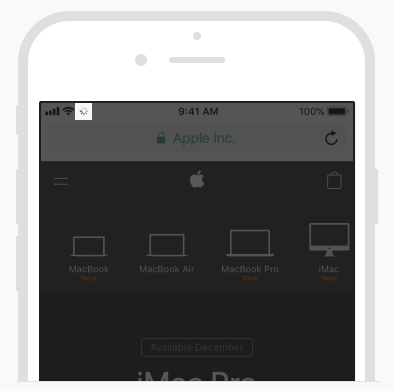 9:41 AM 100%
Apple Inc.
MacBook MacBook Air MacBook Pro iMac
New New New
Available December
iMac Pro